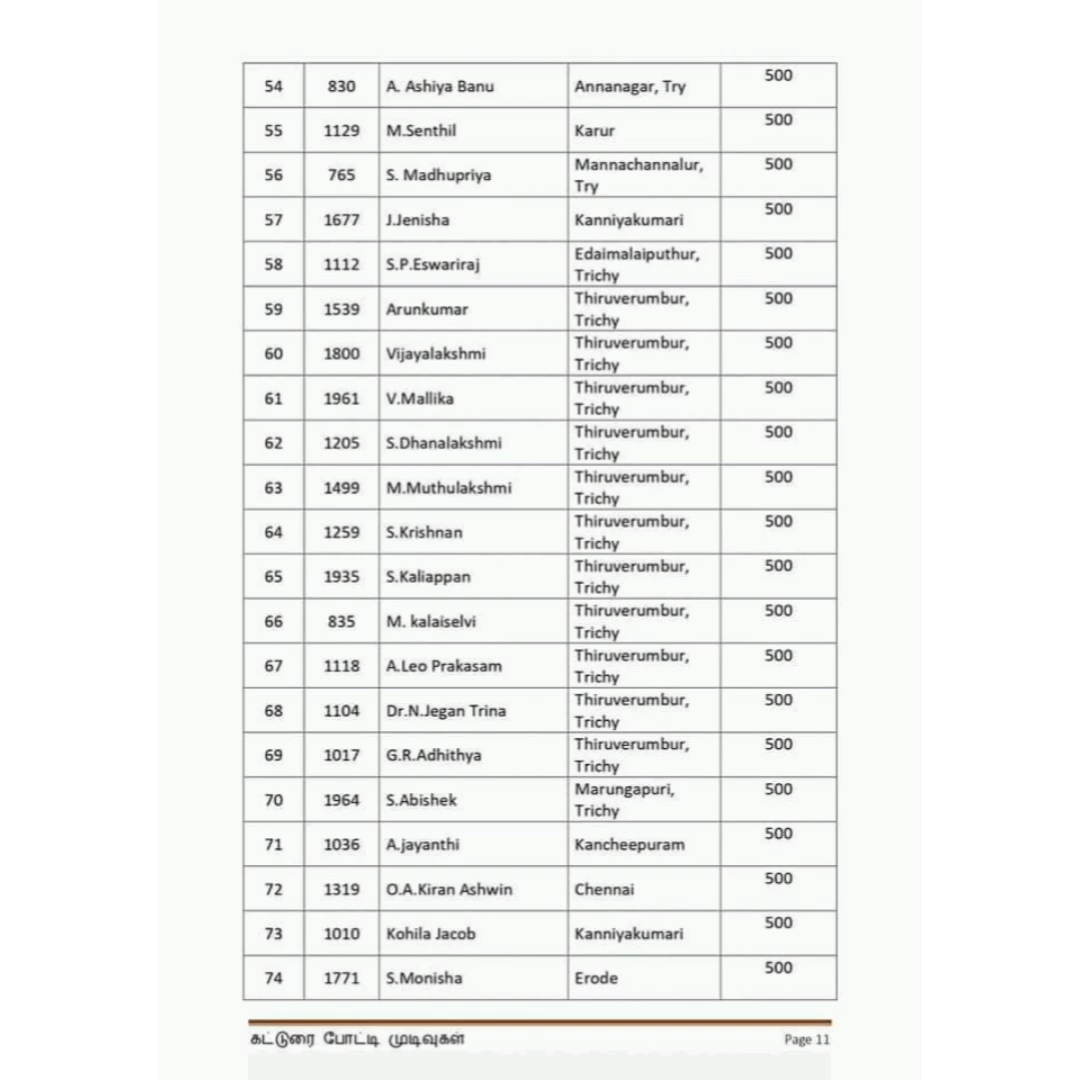 54 830 A. Ashiya Banu Annanagar, Try 500
55 1129 M.Senthil Karur 500
56 765 S. Madhupriya Mannachannalur, Try 500
57 1677 J.Jenisha Kanniyakumari 500
58 1112 S.P.Eswariraj Edaimalaiputhur, Trichy 500
59 1539 Arunkumar Thiruverumbur, Trichy 500
60 1800 Vijayalakshmi Thiruverumbur, Trichy 500
61 1961 V.Mallika Thiruverumbur, Trichy 500
62 1205 S.Dhanalakshmi Thiruverumbur, Trichy 500
63 1499 M.Muthulakshmi Thiruverumbur, Trichy 500
64 1259 S.Krishnan Thiruverumbur, Trichy 500
65 1935 S.Kaliappan Thiruverumbur, Trichy 500
66 835 M. kalaiselvi Thiruverumbur, Trichy 500
67 1118 A.Leo Prakasam Thiruverumbur, Trichy 500
68 1104 Dr.N.Jegan Trina Thiruverumbur, Trichy 500
69 1017 G.R.Adhithya Thiruverumbur, Trichy 500
70 1964 S.Abishek Marungapuri, Trichy 500
71 1036 A.jayanthi Kancheepuram 500
72 1319 O.A.Kiran Ashwin Chennai 500
73 1010 Kohila Jacob Kanniyakumari 500
74 1771 S.Monisha Erode 500
கட்டுரை போட்டி முடிவுகள் Page 11